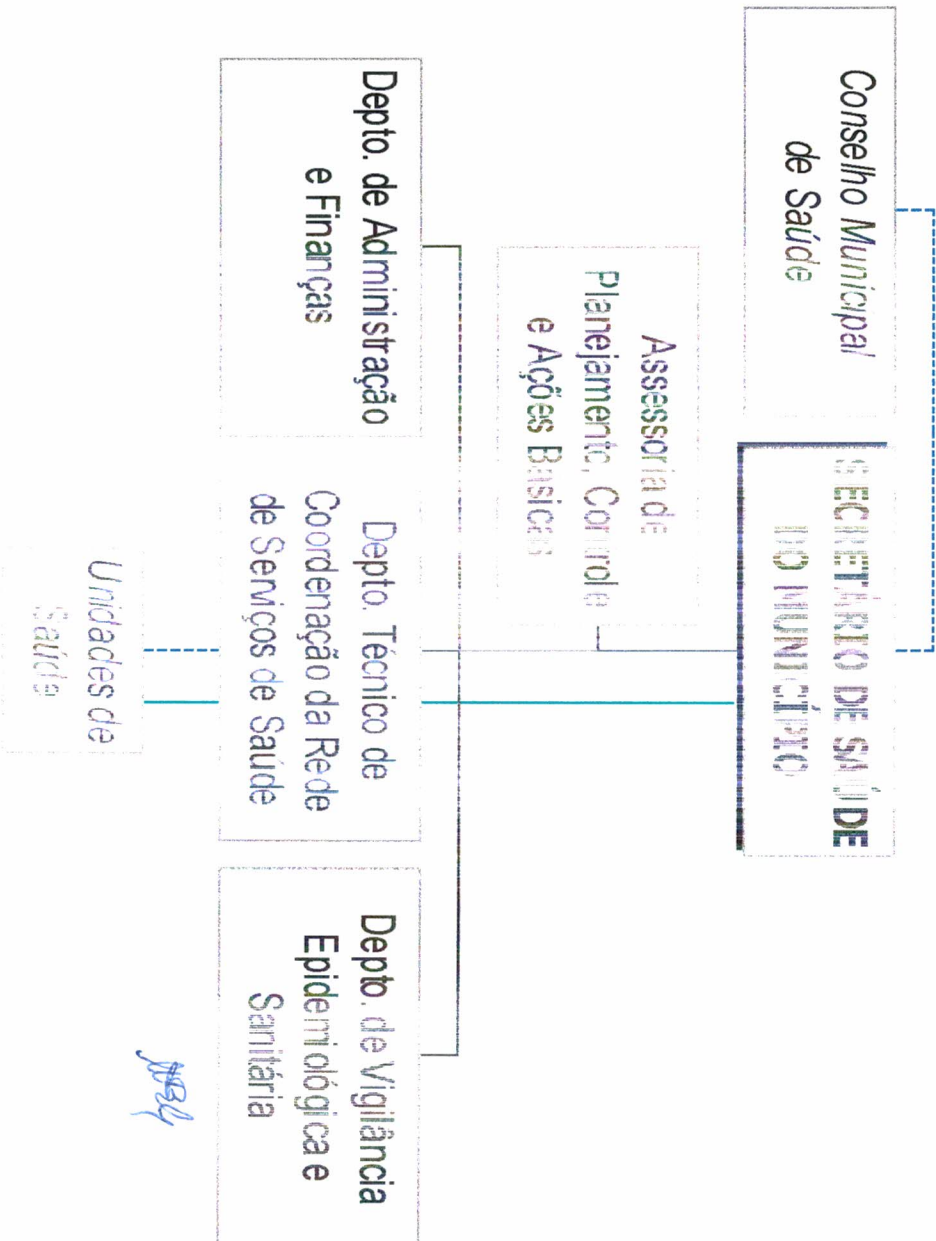 Conselho Municipal
de Saúde
SECRETÁRIO DE SAÚDE
DO MUNICÍPIO
Assessoria de
Planejamento, Controle
e Ações Básicas
Depto. de Administração
e Finanças
Depto. Técnico de
Coordenação da Rede
de Serviços de Saúde
Depto. de Vigilância
Epidemiológica e
Sanitária
Unidades de
Saúde